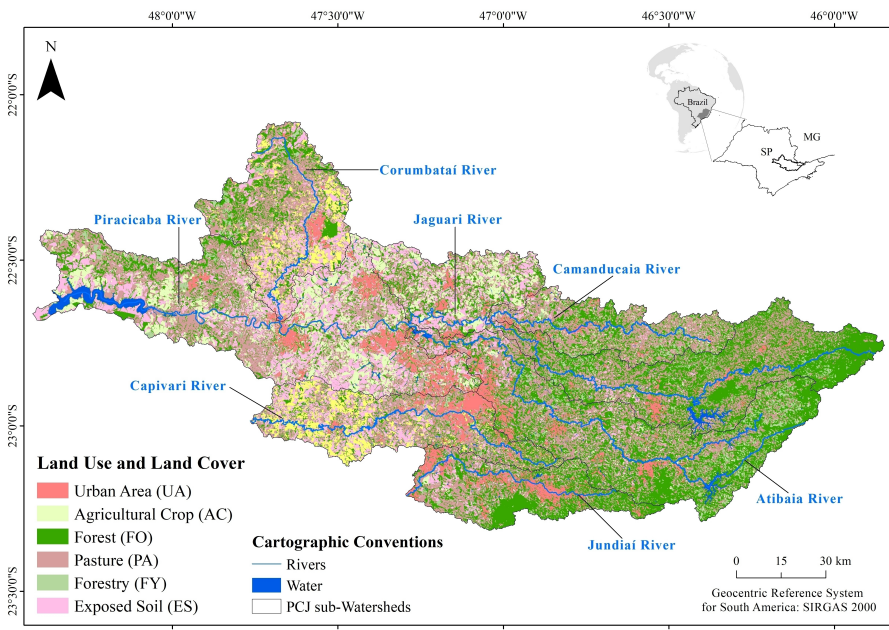 48°0'0"W 47°30'0"W 47°0'0"W 46°30'0"W 46°0'0"W
N
22°0'0"S
22°30'0"S
23°0'0"S
23°30'0"S
Brazil
MG
SP
Corumbataí River
Piracicaba River
Jaguari River
Camanducaia River
Capivari River
Atibaia River
Jundiaí River
Land Use and Land Cover
Urban Area (UA)
Agricultural Crop (AC)
Forest (FO)
Pasture (PA)
Forestry (FY)
Exposed Soil (ES)
Cartographic Conventions
Rivers
Water
PCJ sub-Watersheds
0 15 30 km
Geocentric Reference System
for South America: SIRGAS 2000